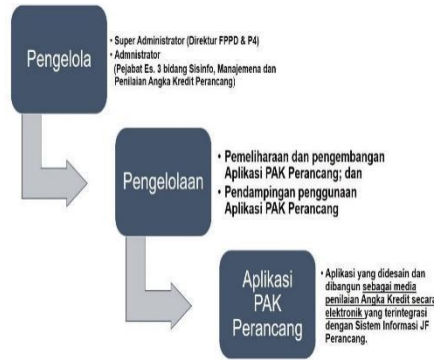 Pengelola
• Super Administrator (Direktur FPPD & P4)
• Admnistrator
(Pejabat Es. 3 bidang Sisinfo, Manajemena dan
Penilaian Angka Kredit Perancang)
Pengelolaan
• Pemeliharaan dan pengembangan
Aplikasi PAK Perancang; dan
• Pendampingan penggunaan
Aplikasi PAK Perancang
Aplikasi
PAK
Perancang
• Aplikasi yang didesain dan
dibangun sebagai media
penilaian Angka Kredit secara
elektronik yang terintegrasi
dengan Sistem Informasi JF
Perancang.